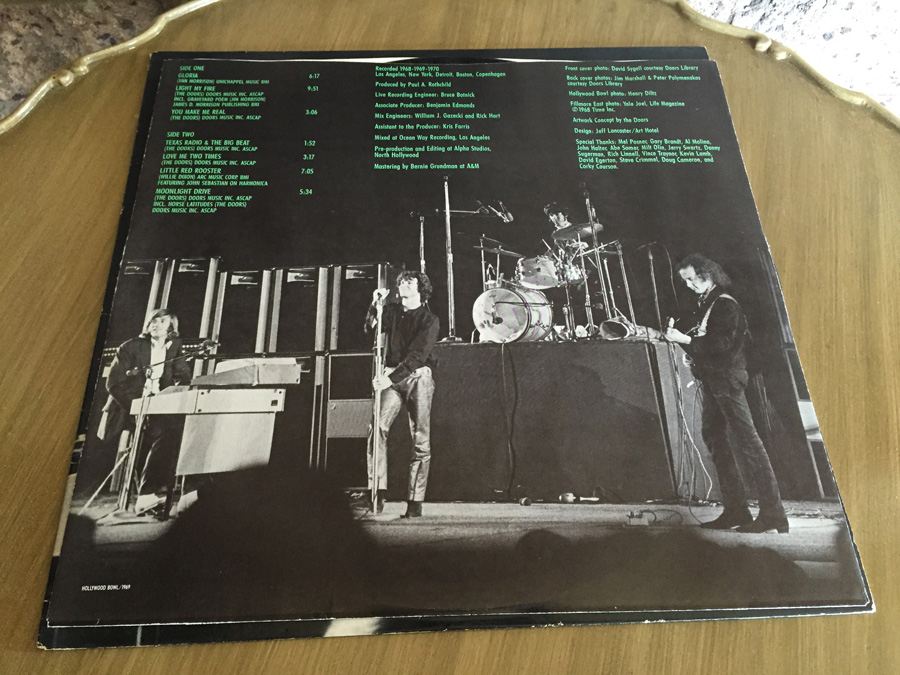 SIDE ONE
GLORIA 6:17
(VAN MORRISON) UNICHAPPEL MUSIC BMI
LIGHT MY FIRE 9:51
(THE DOORS) DOORS MUSIC INC. ASCAP
INCL. GRAVEYARD POEM (JIM MORRISON)
JAMES D. MORRISON PUBLISHING BMI
YOU MAKE ME REAL 3:06
(THE DOORS) DOORS MUSIC INC. ASCAP
SIDE TWO
TEXAS RADIO & THE BIG BEAT 1:52
(THE DOORS) DOORS MUSIC INC. ASCAP
LOVE ME TWO TIMES 3:17
(THE DOORS) DOORS MUSIC INC. ASCAP
LITTLE RED ROOSTER 7:05
(WILLIE DIXON) ARC MUSIC CORP BMI
FEATURING JOHN SEBASTIAN ON HARMONICA
MOONLIGHT DRIVE 5:34
(THE DOORS) DOORS MUSIC INC. ASCAP
INCL. HORSE LATITUDES (THE DOORS)
DOORS MUSIC INC. ASCAP
Recorded 1968-1969-1970
Los Angeles, New York, Detroit, Boston, Copenhagen
Produced by Paul A. Rothchild
Live Recording Engineer: Bruce Botnick
Associate Producer: Benjamin Edmonds
Mix Engineers: William J. Gazecki and Rick Hart
Assistant to the Producer: Kris Farris
Mixed at Ocean Way Recording, Los Angeles
Pre-production and Editing at Alpha Studios,
North Hollywood
Mastering by Bernie Grundman at A&M
Front cover photo: David Sygall courtesy Doors Library
Back cover photos: Jim Marshall & Peter Polymenakos
courtesy Doors Library
Hollywood Bowl photo: Henry Diltz
Fillmore East photo: Yale Joel, Life Magazine
©1968 Time Inc.
Artwork Concept by the Doors
Design: Jeff Lancaster/Art Hotel
Special Thanks: Mel Posner, Gary Brandt, Al Molina,
John Halter, Abe Somer, Milt Olin, Jerry Swartz, Danny
Sugerman, Rich Linnell, Vince Traynor, Kevin Lamb,
David Egerton, Steve Crimmel, Doug Cameron, and
Corky Courson.
HOLLYWOOD BOWL/1969